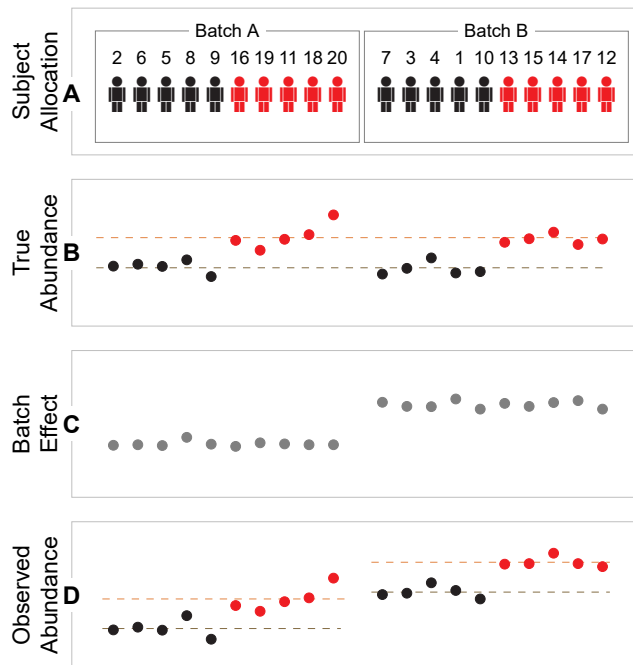 Batch A
Batch B
2 6 5 8 9 16 19 11 18 20
7 3 4 1 10 13 15 14 17 12
Subject
Allocation
A
True
Abundance
B
Batch
Effect
C
Observed
Abundance
D